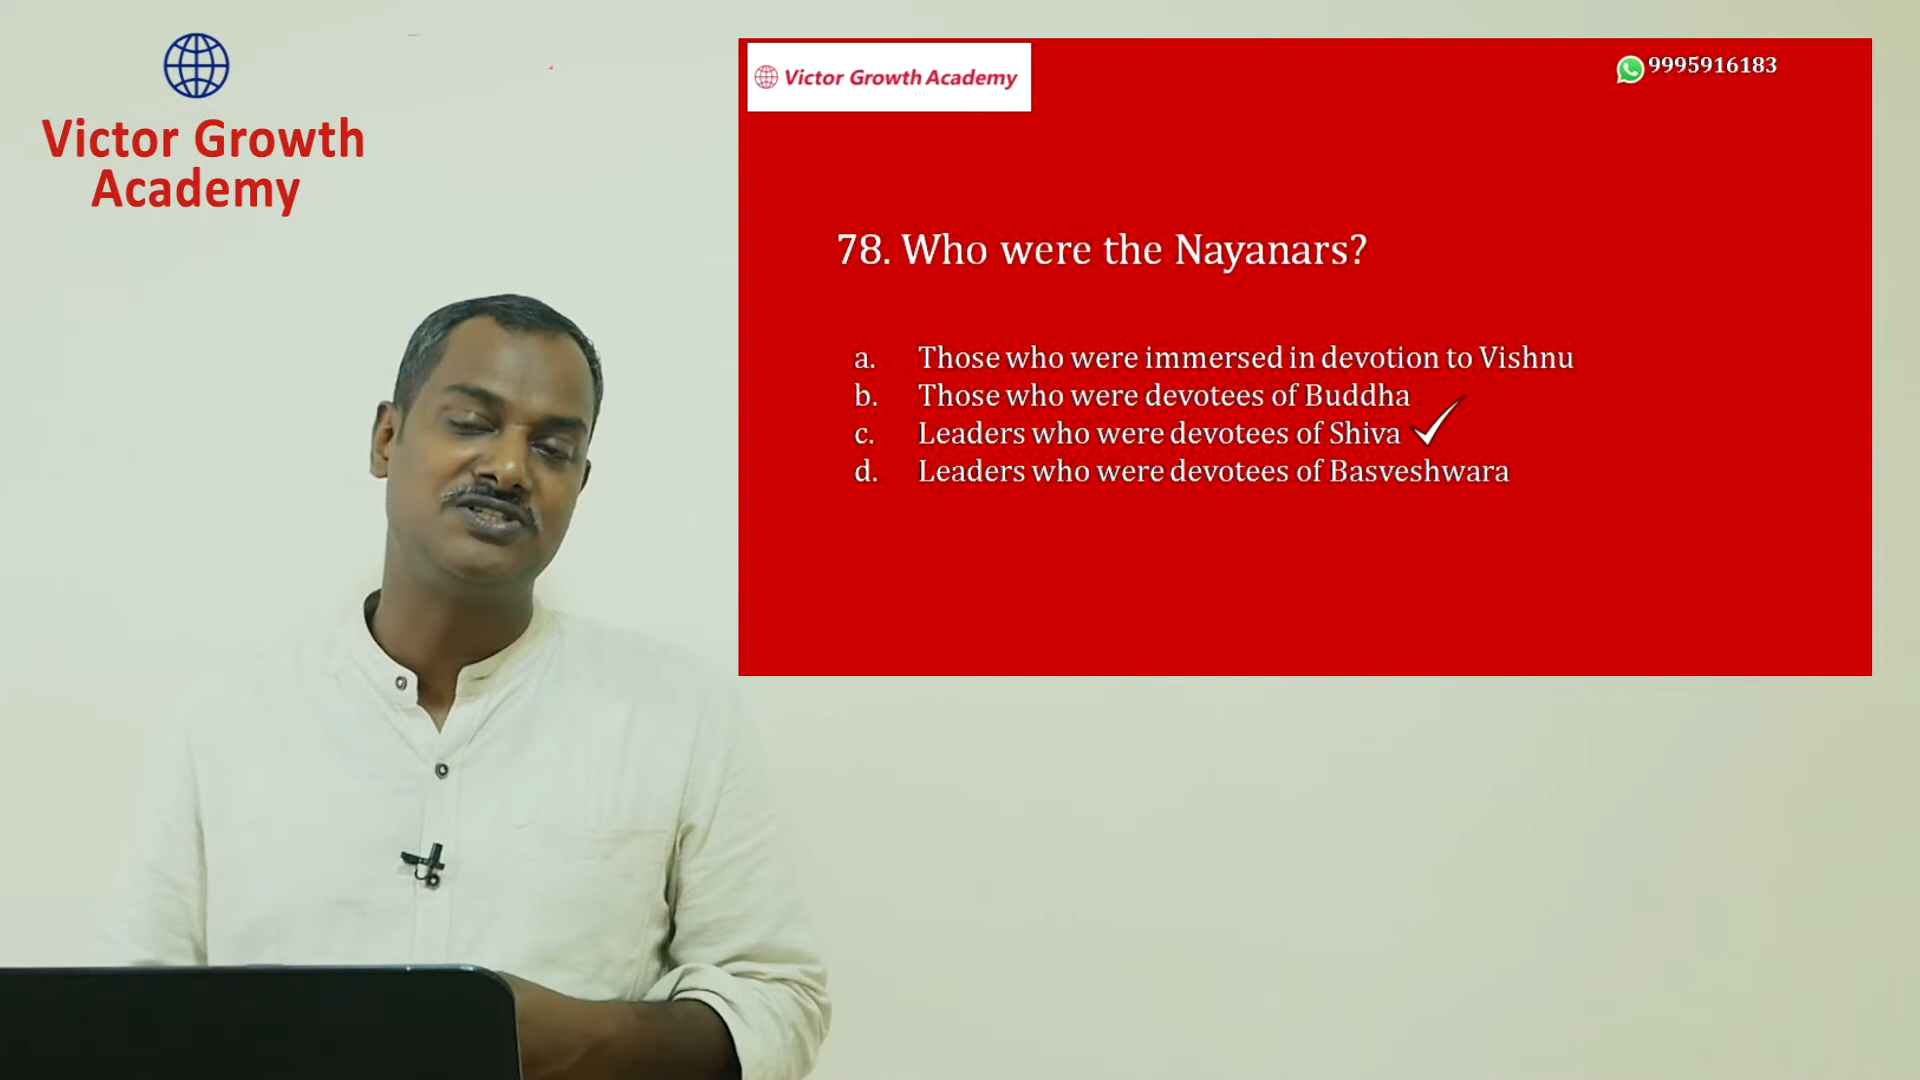 Victor Growth
Academy
Victor Growth Academy
9995916183
78. Who were the Nayanars?
a. Those who were immersed in devotion to Vishnu
b. Those who were devotees of Buddha
c. Leaders who were devotees of Shiva
d. Leaders who were devotees of Basveshwara